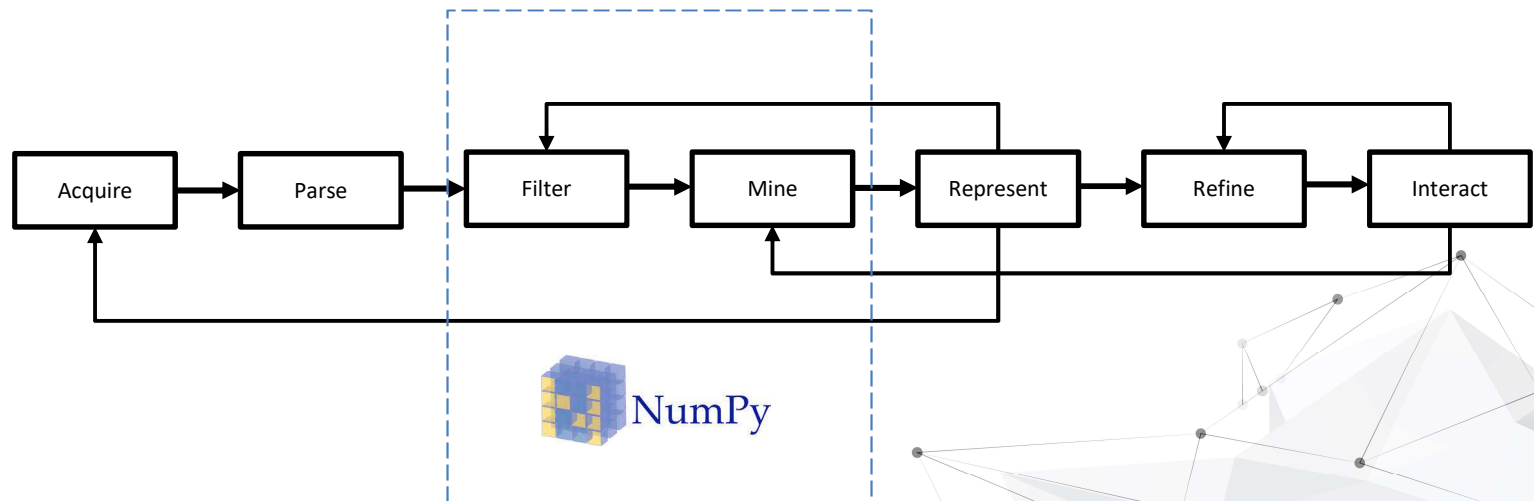 Acquire
Parse
Filter
Mine
Represent
Refine
Interact
NumPy